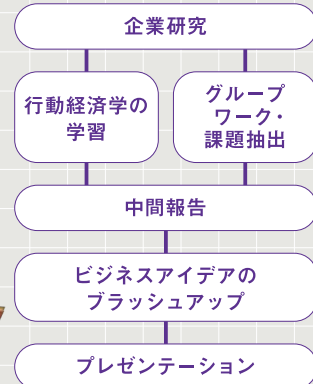 企業研究
行動経済学の
学習
グループ
ワーク・
課題抽出
中間報告
ビジネスアイデアの
ブラッシュアップ
プレゼンテーション